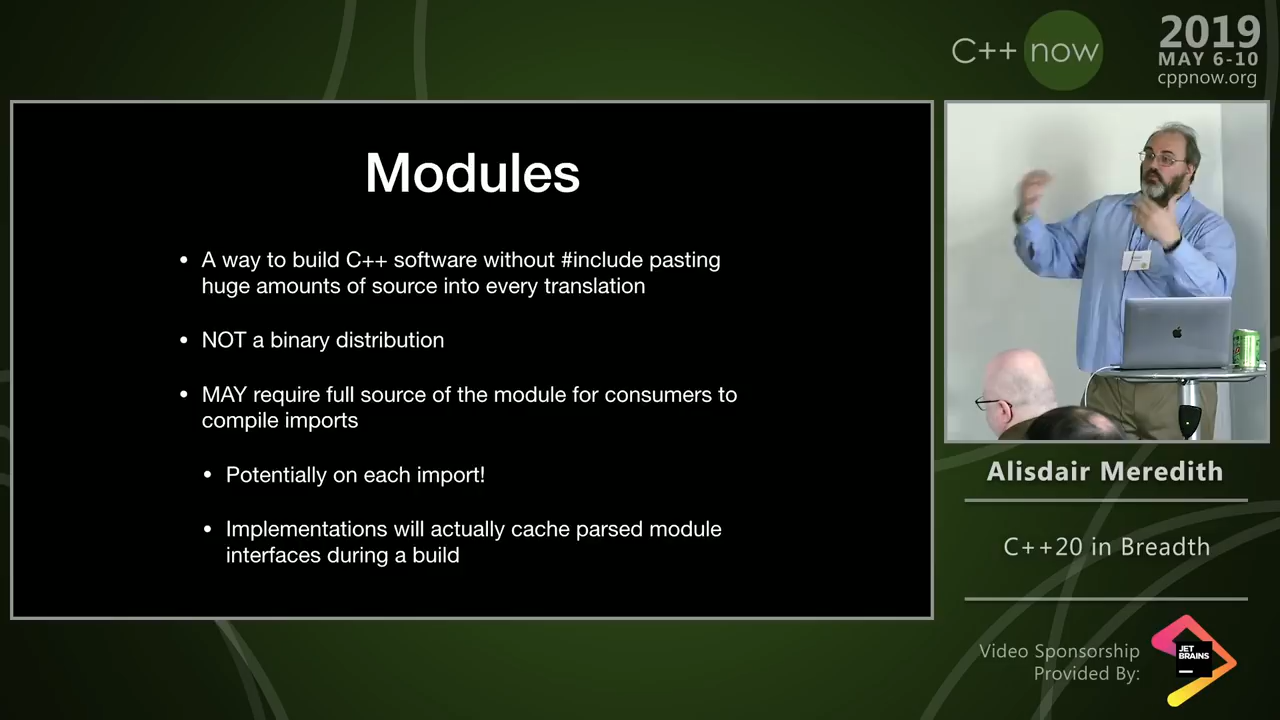 C++ now
2019
MAY 6-10
cppnow.org
Modules
• A way to build C++ software without #include pasting
huge amounts of source into every translation
• NOT a binary distribution
• MAY require full source of the module for consumers to
compile imports
• Potentially on each import!
• Implementations will actually cache parsed module
interfaces during a build
Alisdair Meredith
C++20 in Breadth
Video Sponsorship
Provided By:
JET
BRAINS